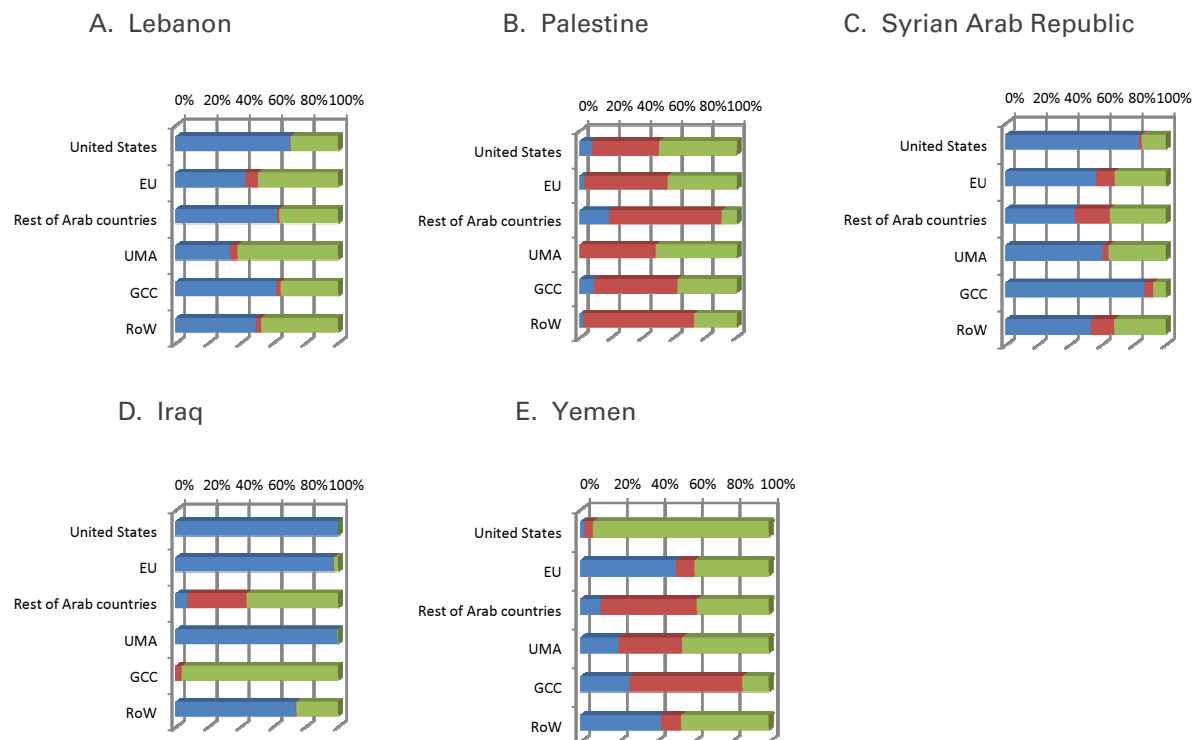 A. Lebanon
0% 20% 40% 60% 80%100%
United States
EU
Rest of Arab countries
UMA
GCC
RoW
B. Palestine
0% 20% 40% 60% 80%100%
United States
EU
Rest of Arab countries
UMA
GCC
RoW
C. Syrian Arab Republic
0% 20% 40% 60% 80% 100%
United States
EU
Rest of Arab countries
UMA
GCC
RoW
D. Iraq
0% 20% 40% 60% 80% 100%
United States
EU
Rest of Arab countries
UMA
GCC
RoW
E. Yemen
0% 20% 40% 60% 80% 100%
United States
EU
Rest of Arab countries
UMA
GCC
RoW